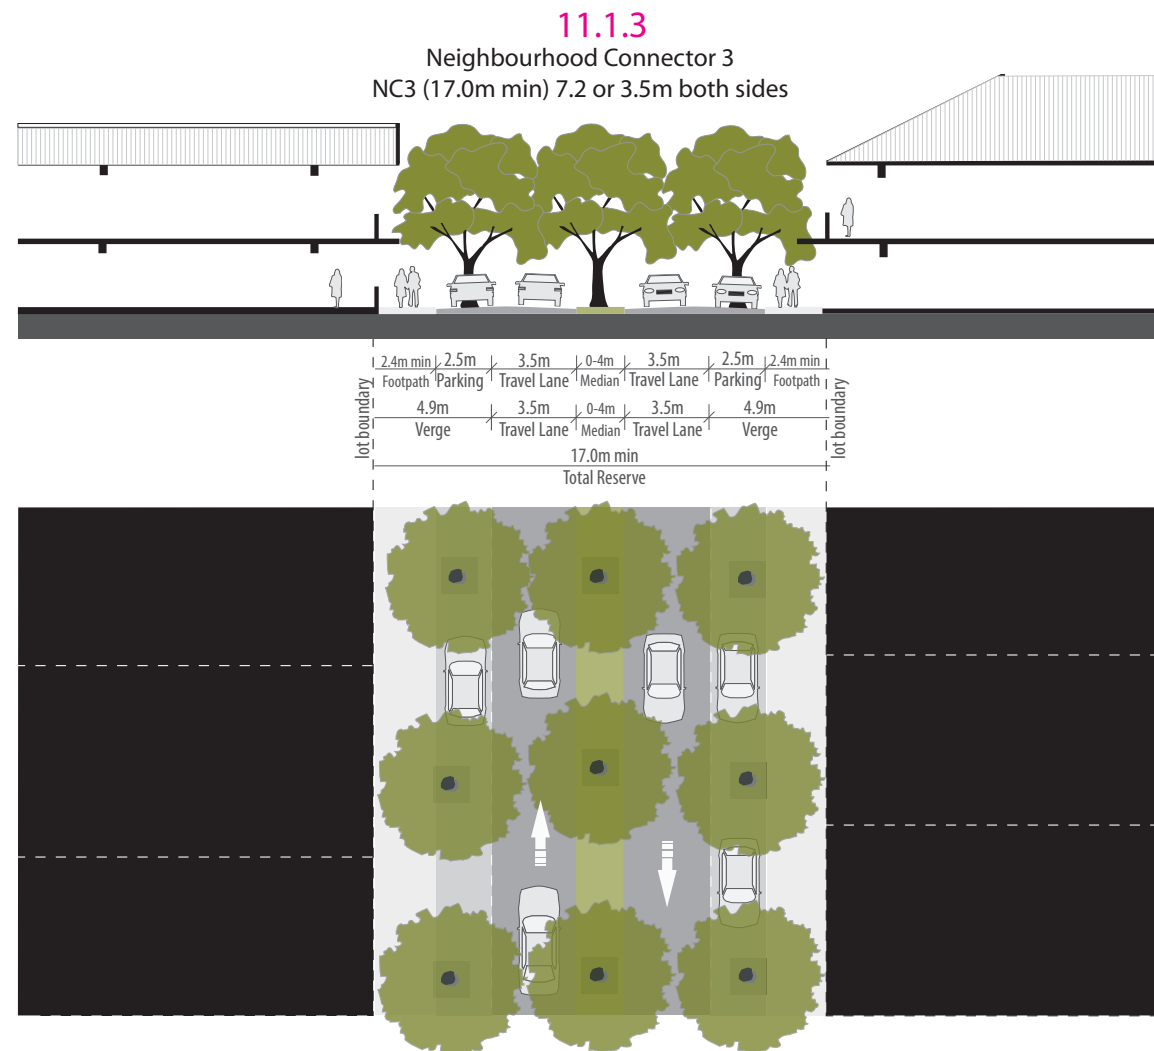 11.1.3
Neighbourhood Connector 3
NC3 (17.0m min) 7.2 or 3.5m both sides
2.4m min 2.5m 3.5m 0-4m 3.5m 2.5m 2.4m min
Footpath Parking Travel Lane Median Travel Lane Parking Footpath
4.9m 3.5m 0-4m 3.5m 4.9m
Verge Travel Lane Median Travel Lane Verge
17.0m min
Total Reserve
lot boundary
lot boundary